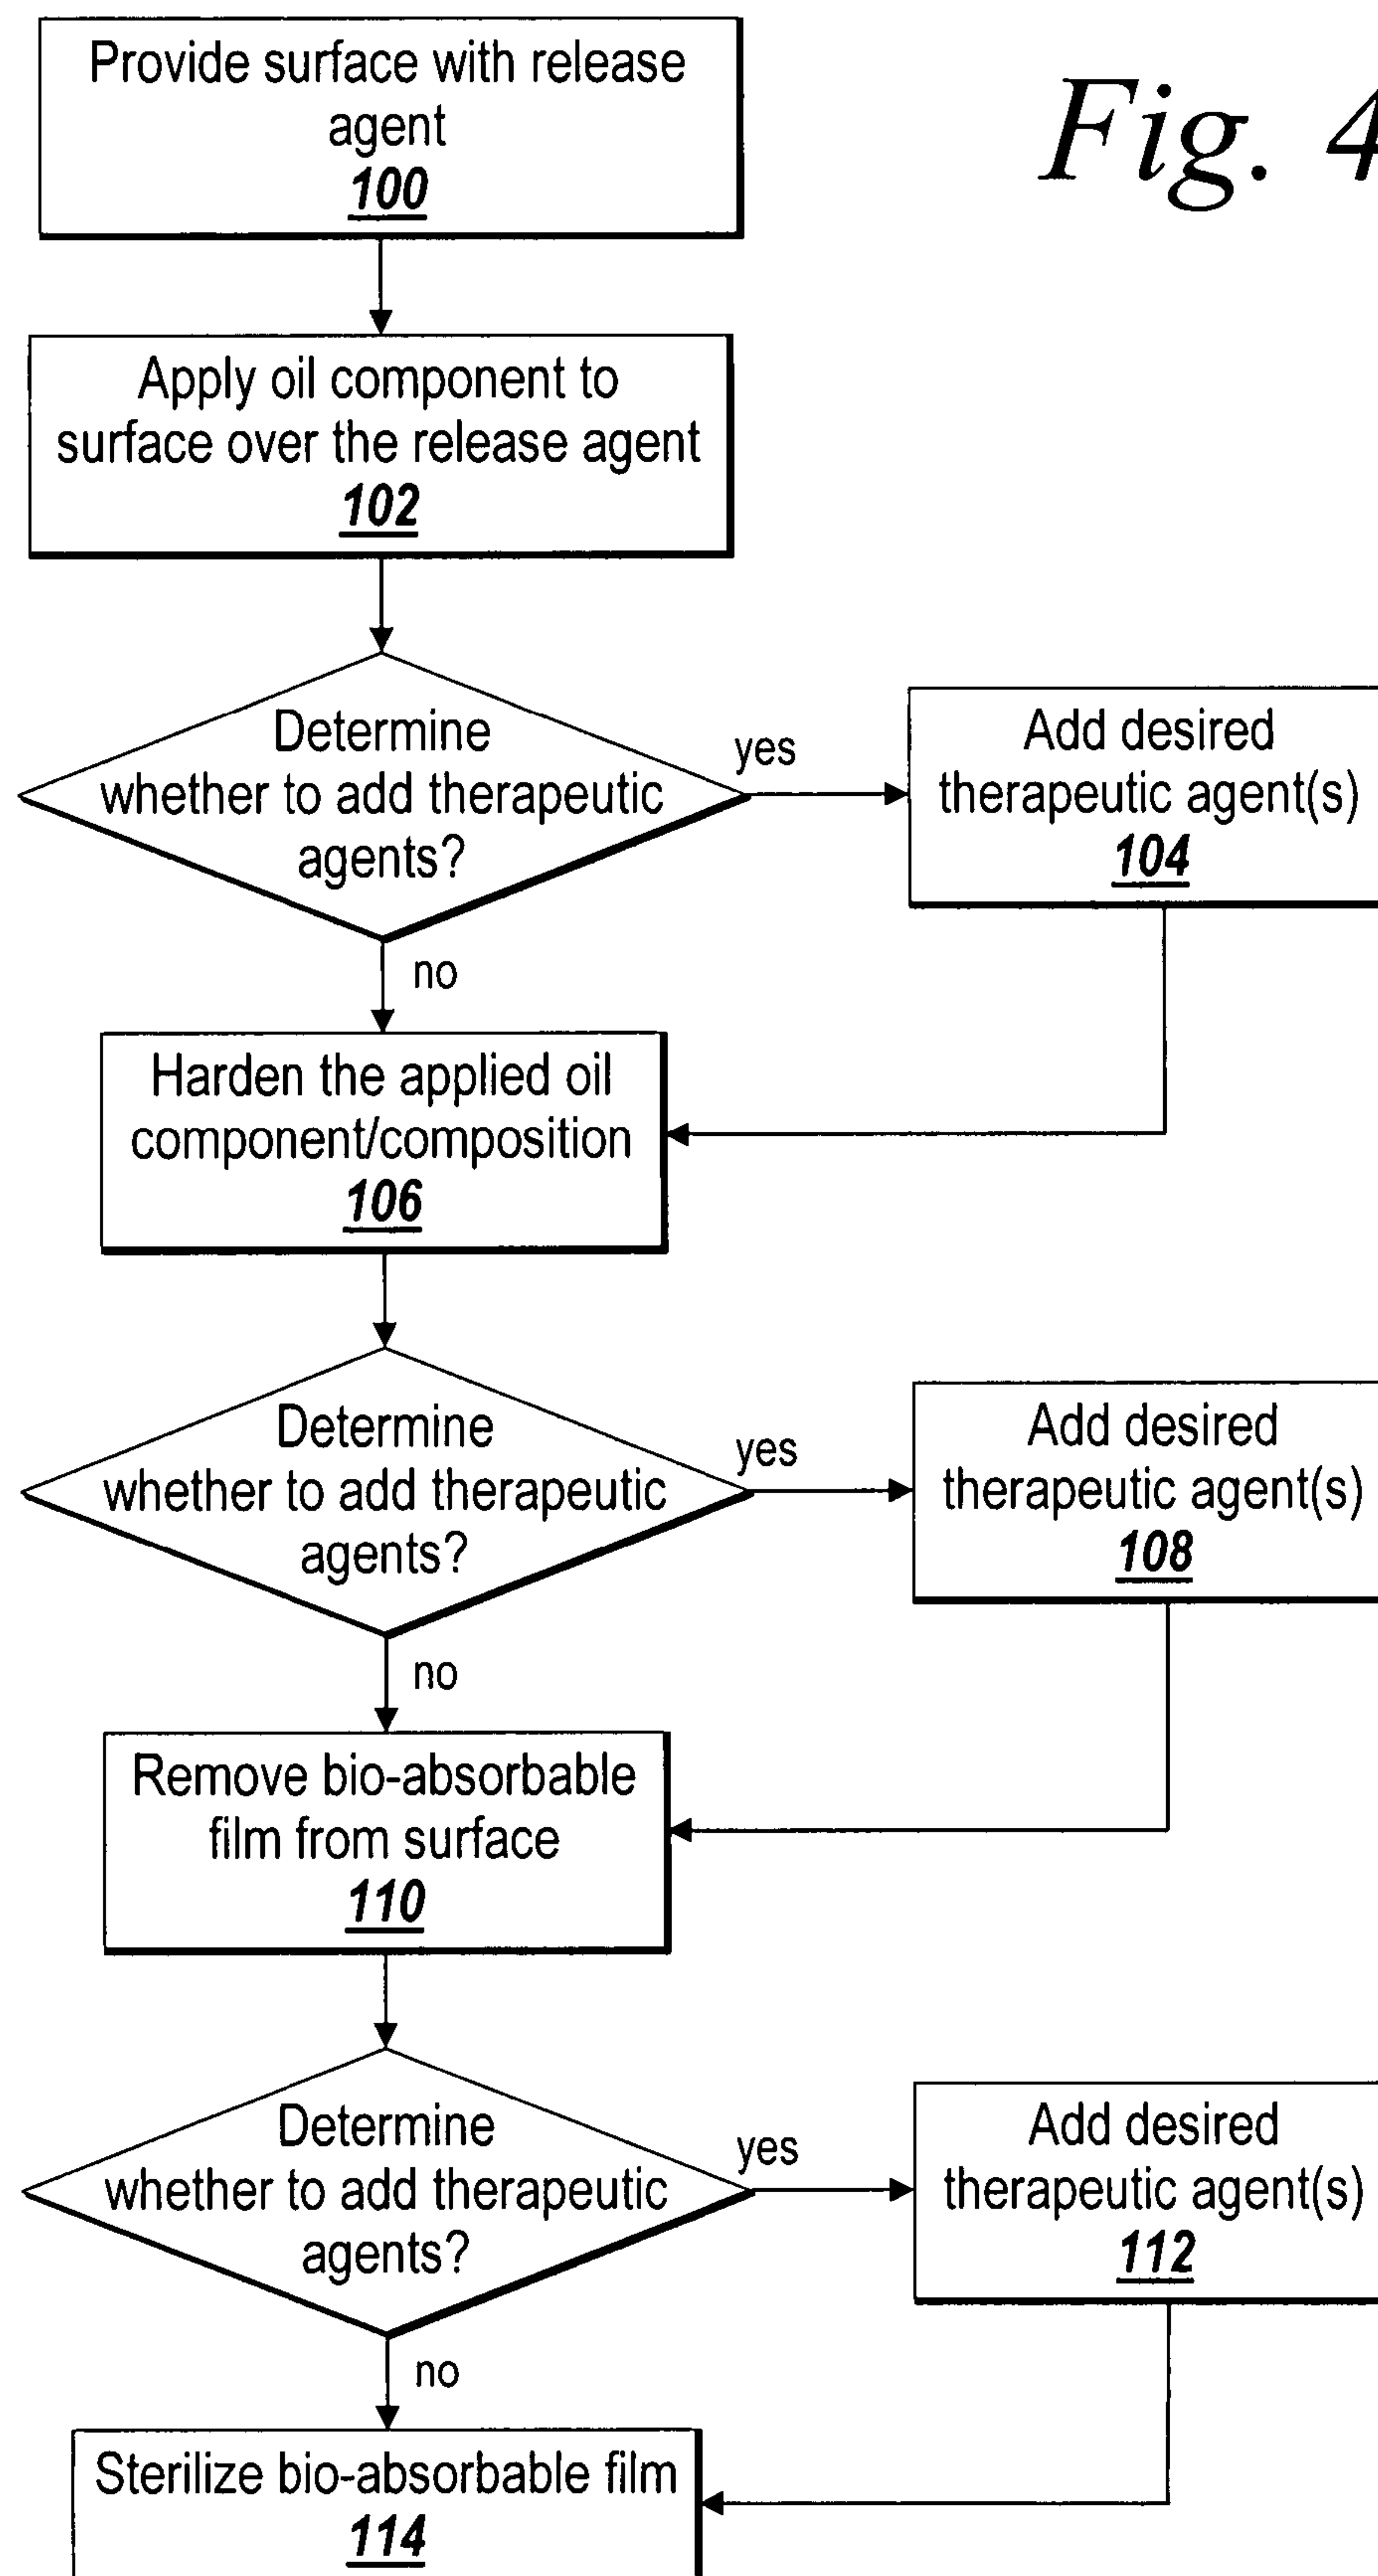 Provide surface with release
agent
100
Fig. 4
Apply oil component to
surface over the release agent
102
Determine
whether to add therapeutic
agents?
yes
Add desired
therapeutic agent(s)
104
no
Harden the applied oil
component/composition
106
Determine
whether to add therapeutic
agents?
yes
Add desired
therapeutic agent(s)
108
no
Remove bio-absorbable
film from surface
110
Determine
whether to add therapeutic
agents?
yes
Add desired
therapeutic agent(s)
112
no
Sterilize bio-absorbable film
114